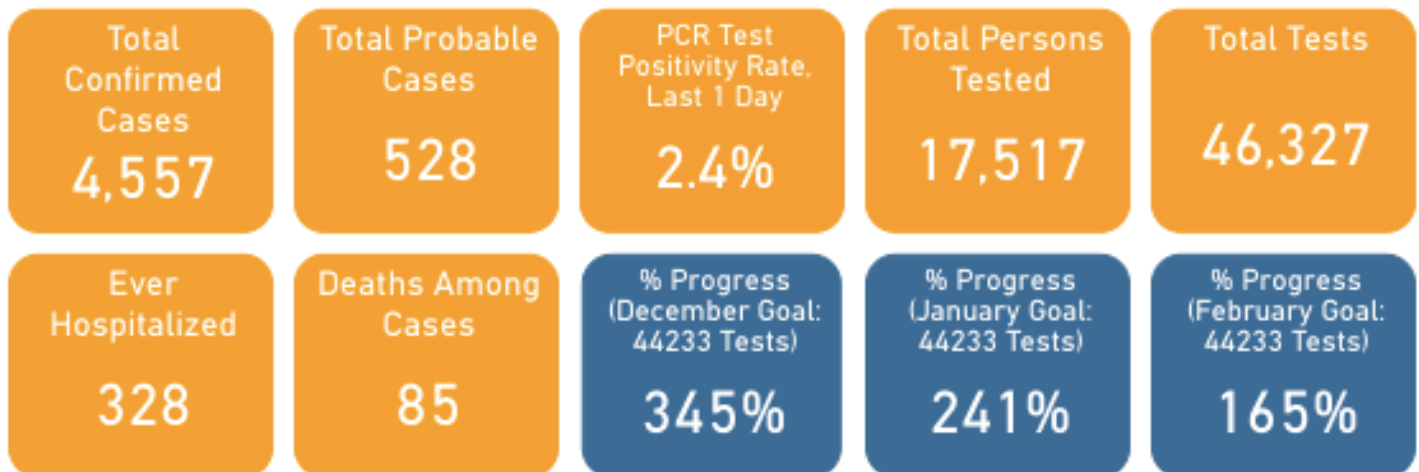 Total
Confirmed
Cases
4,557
Total Probable
Cases
528
PCR Test
Positivity Rate,
Last 1 Day
2.4%
Total Persons
Tested
17,517
Total Tests
46,327
Ever
Hospitalized
328
Deaths Among
Cases
85
% Progress
(December Goal:
44233 Tests)
345%
% Progress
(January Goal:
44233 Tests)
241%
% Progress
(February Goal:
44233 Tests)
165%